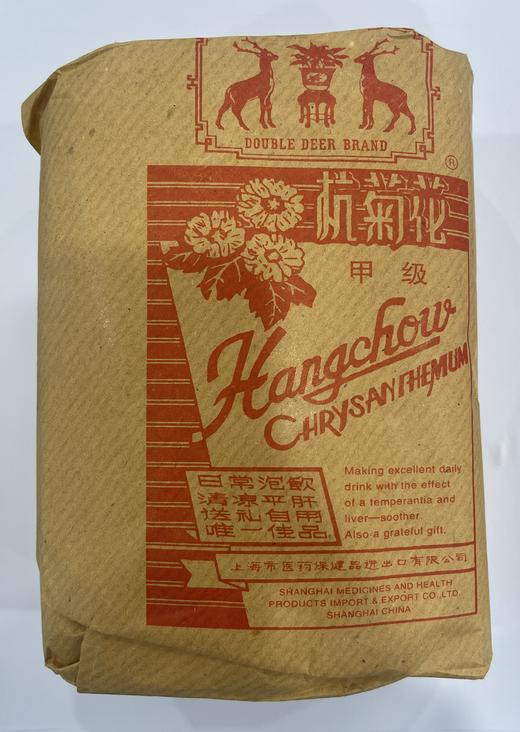 DOUBLE DEER BRAND
®
杭菊花
甲级
Hangchow
CHRYSANTHEMUM
日常泡飲
清凉平肝
送礼自用
唯一佳品
Making excellent daily
drink with the effect
of a temperantia and
liver—soother.
Also a grateful gift.
上海市医药保健品进出口有限公司
SHANGHAI MEDICINES AND HEALTH
PRODUCTS IMPORT & EXPORT CO., LTD.
SHANGHAI CHINA